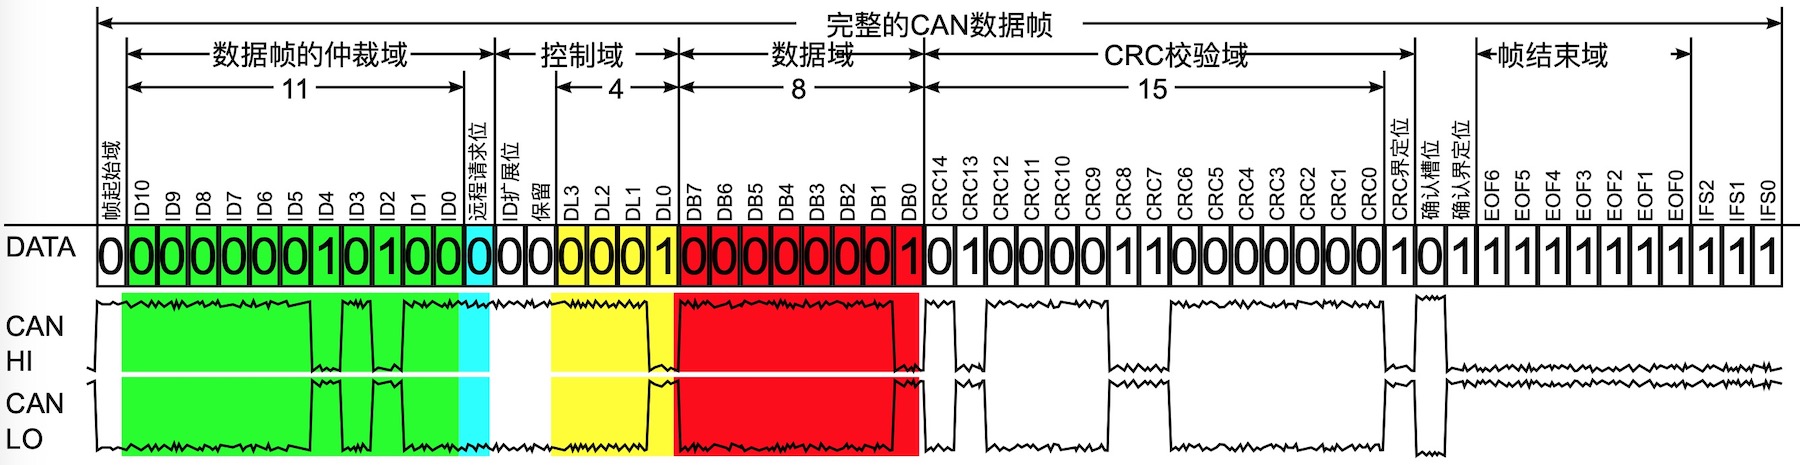 完整的CAN数据帧
数据帧的仲裁域 控制域 数据域 CRC校验域 帧结束域
11 4 8 15
帧起始域 ID10 ID9 ID8 ID7 ID6 ID5 ID4 ID3 ID2 ID1 ID0 远程请求位 ID扩展位 保留 DL3 DL2 DL1 DL0 DB7 DB6 DB5 DB4 DB3 DB2 DB1 DB0 CRC14 CRC13 CRC12 CRC11 CRC10 CRC9 CRC8 CRC7 CRC6 CRC5 CRC4 CRC3 CRC2 CRC1 CRC0 CRC界定位 确认槽位 确认界定位 EOF6 EOF5 EOF4 EOF3 EOF2 EOF1 EOF0 IFS2 IFS1 IFS0
DATA 0 0 0 0 0 0 0 1 0 1 0 0 0 0 0 0 0 0 1 0 0 0 0 0 0 0 1 0 1 0 0 0 0 1 1 0 0 0 0 0 0 0 1 0 1 1 1 1 1 1 1 1 1 1 1
CAN
HI
CAN
LO